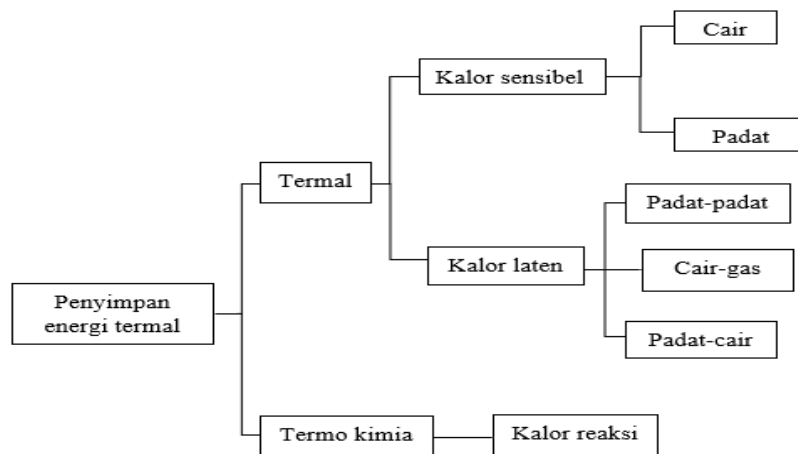 Cair
Kalor sensibel
Padat
Termal
Padat-padat
Kalor laten
Cair-gas
Penyimpan
energi termal
Padat-cair
Termo kimia
Kalor reaksi